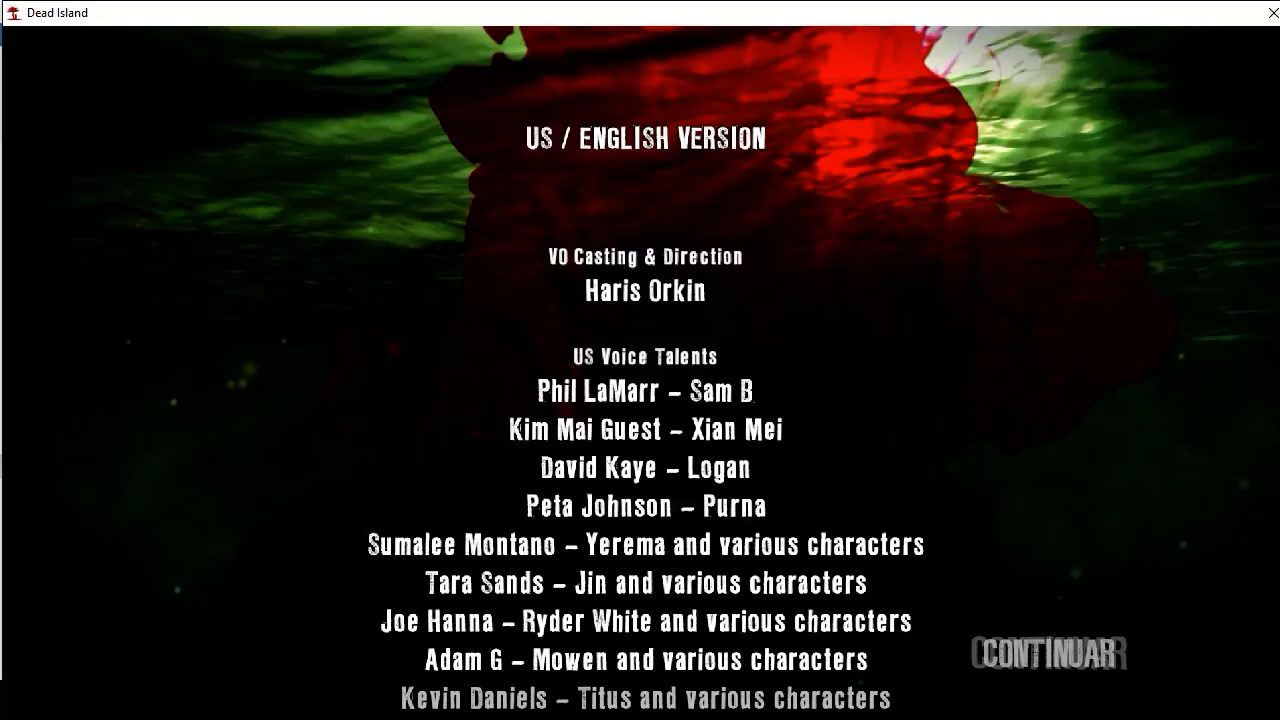 Dead Island
US / ENGLISH VERSION
VO Casting & Direction
Haris Orkin
US Voice Talents
Phil LaMarr – Sam B
Kim Mai Guest – Xian Mei
David Kaye – Logan
Peta Johnson – Purna
Sumalee Montano – Yerema and various characters
Tara Sands – Jin and various characters
Joe Hanna – Ryder White and various characters
Adam G – Mowen and various characters
Kevin Daniels – Titus and various characters
CONTINUAR